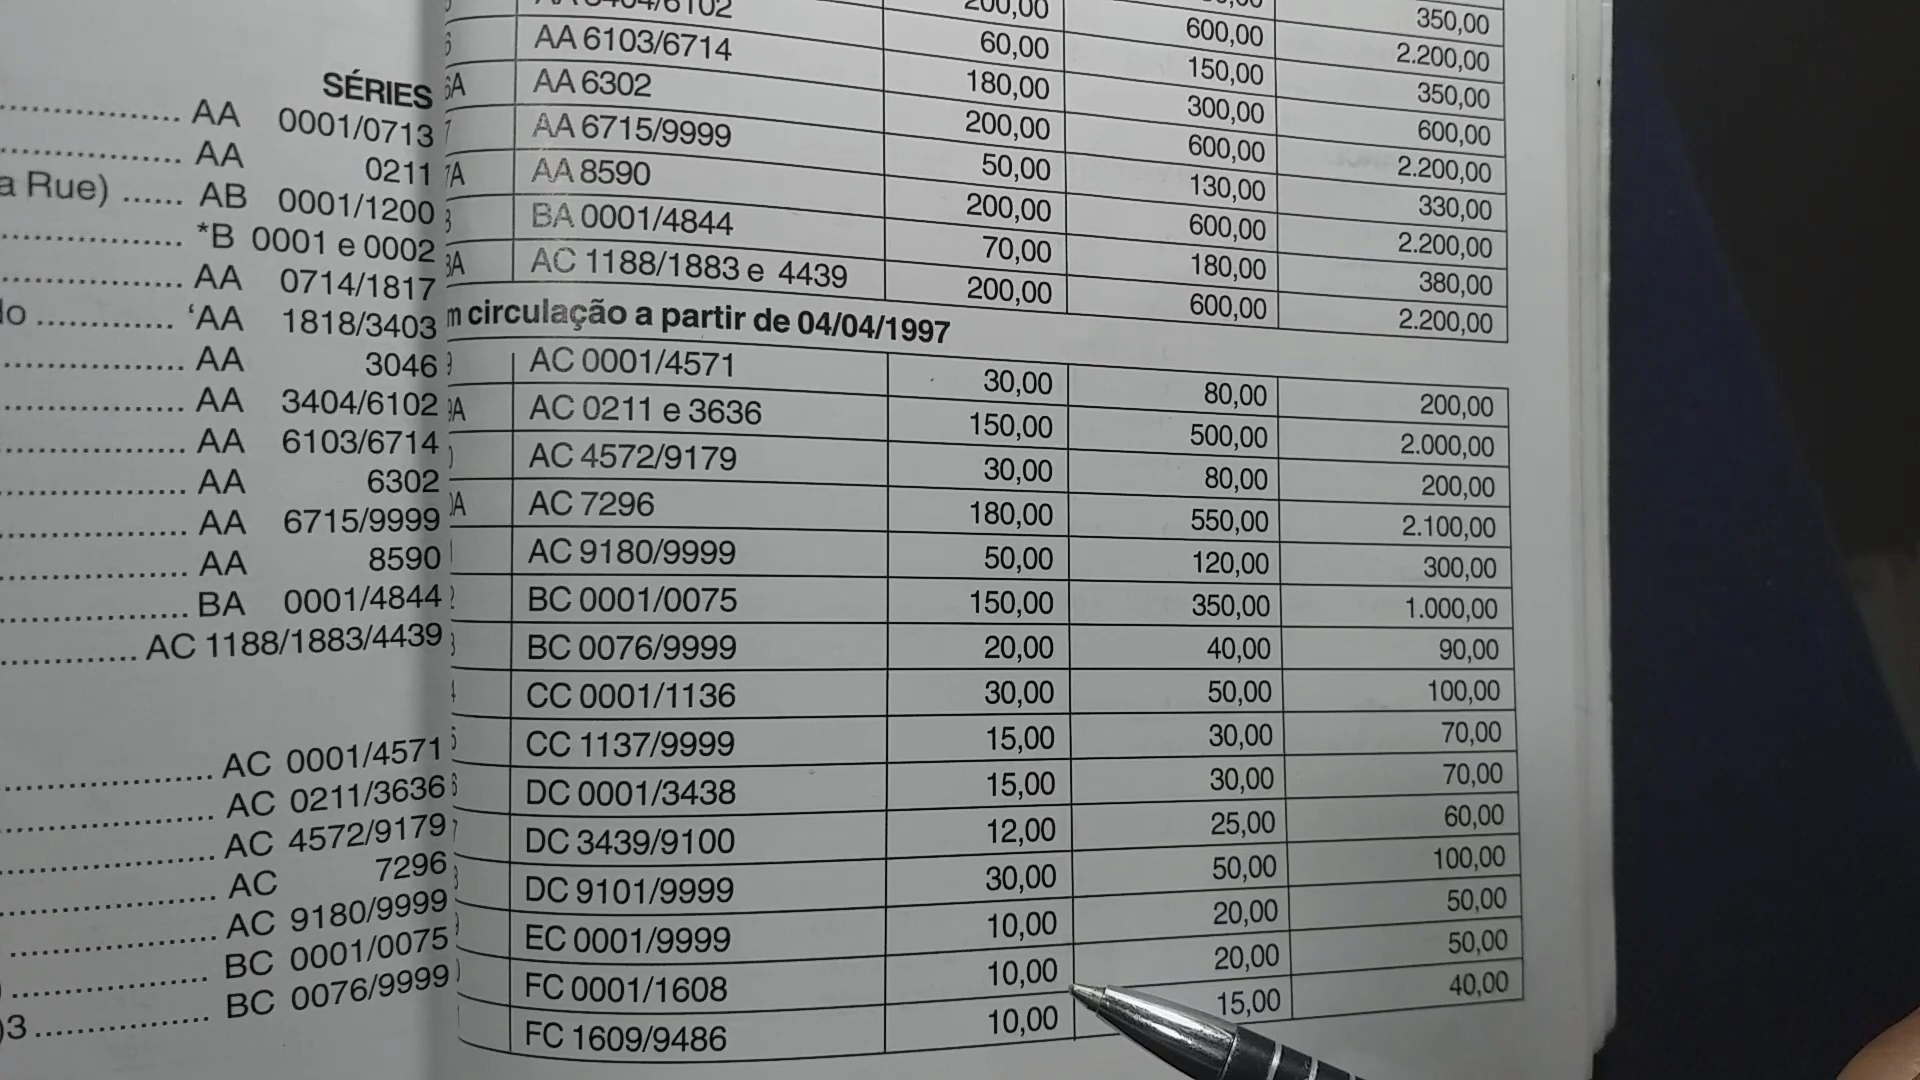 SÉRIES
AA 0001/0713
AA 0211
a Rue) ...... AB 0001/1200
*B 0001 e 0002
AA 0714/1817
lo ............. 'AA 1818/3403
AA 3046
AA 3404/6102
AA 6103/6714
AA 6302
AA 6715/9999
AA 8590
BA 0001/4844
AC 1188/1883/4439
AC 0001/4571
AC 0211/3636
AC 4572/9179
AC 7296
AC 9180/9999
BC 0001/0075
BC 0076/9999
AA 3404/6102 200,00 600,00 2.200,00
AA 6103/6714 60,00 150,00 350,00
AA 6302 180,00 300,00 600,00
AA 6715/9999 200,00 600,00 2.200,00
AA 8590 50,00 130,00 330,00
BA 0001/4844 200,00 600,00 2.200,00
AC 1188/1883 e 4439 70,00 180,00 380,00
200,00 600,00 2.200,00
m circulação a partir de 04/04/1997
AC 0001/4571 30,00 80,00 200,00
AC 0211 e 3636 150,00 500,00 2.000,00
AC 4572/9179 30,00 80,00 200,00
AC 7296 180,00 550,00 2.100,00
AC 9180/9999 50,00 120,00 300,00
BC 0001/0075 150,00 350,00 1.000,00
BC 0076/9999 20,00 40,00 90,00
CC 0001/1136 30,00 50,00 100,00
CC 1137/9999 15,00 30,00 70,00
DC 0001/3438 15,00 30,00 70,00
DC 3439/9100 12,00 25,00 60,00
DC 9101/9999 30,00 50,00 100,00
EC 0001/9999 10,00 20,00 50,00
FC 0001/1608 10,00 20,00 50,00
FC 1609/9486 10,00 15,00 40,00